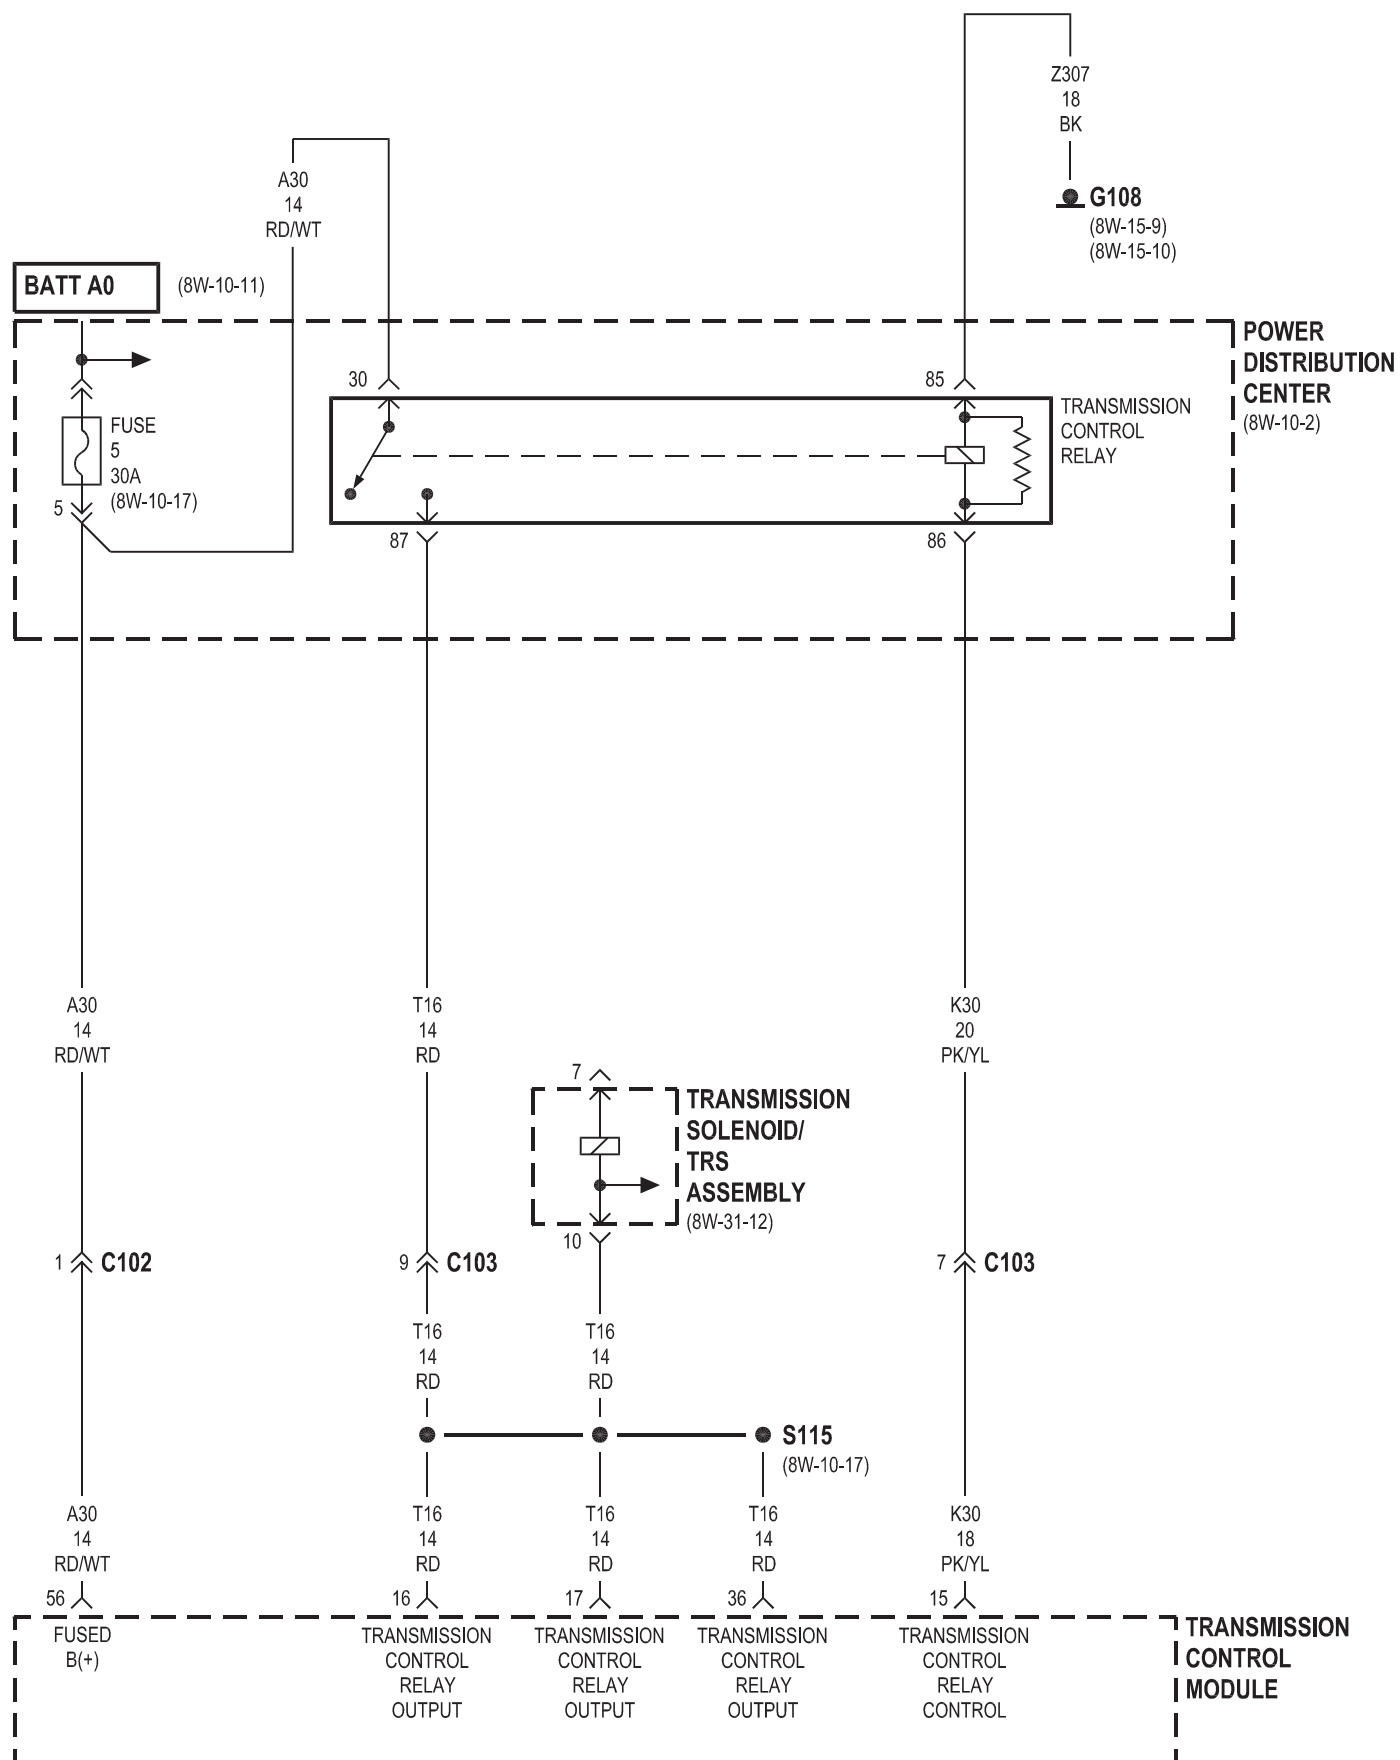 Z307
18
BK
G108
(8W-15-9)
(8W-15-10)
A30
14
RD/WT
BATT A0
(8W-10-11)
POWER
DISTRIBUTION
CENTER
(8W-10-2)
30
85
TRANSMISSION
CONTROL
RELAY
FUSE
5
30A
(8W-10-17)
5
87
86
A30
14
RD/WT
T16
14
RD
K30
20
PK/YL
7
TRANSMISSION
SOLENOID/
TRS
ASSEMBLY
(8W-31-12)
10
1
C102
9
C103
7
C103
T16
14
RD
T16
14
RD
S115
(8W-10-17)
A30
14
RD/WT
T16
14
RD
T16
14
RD
T16
14
RD
K30
18
PK/YL
56
16
17
36
15
FUSED
B(+)
TRANSMISSION
CONTROL
RELAY
OUTPUT
TRANSMISSION
CONTROL
RELAY
OUTPUT
TRANSMISSION
CONTROL
RELAY
OUTPUT
TRANSMISSION
CONTROL
RELAY
CONTROL
TRANSMISSION
CONTROL
MODULE